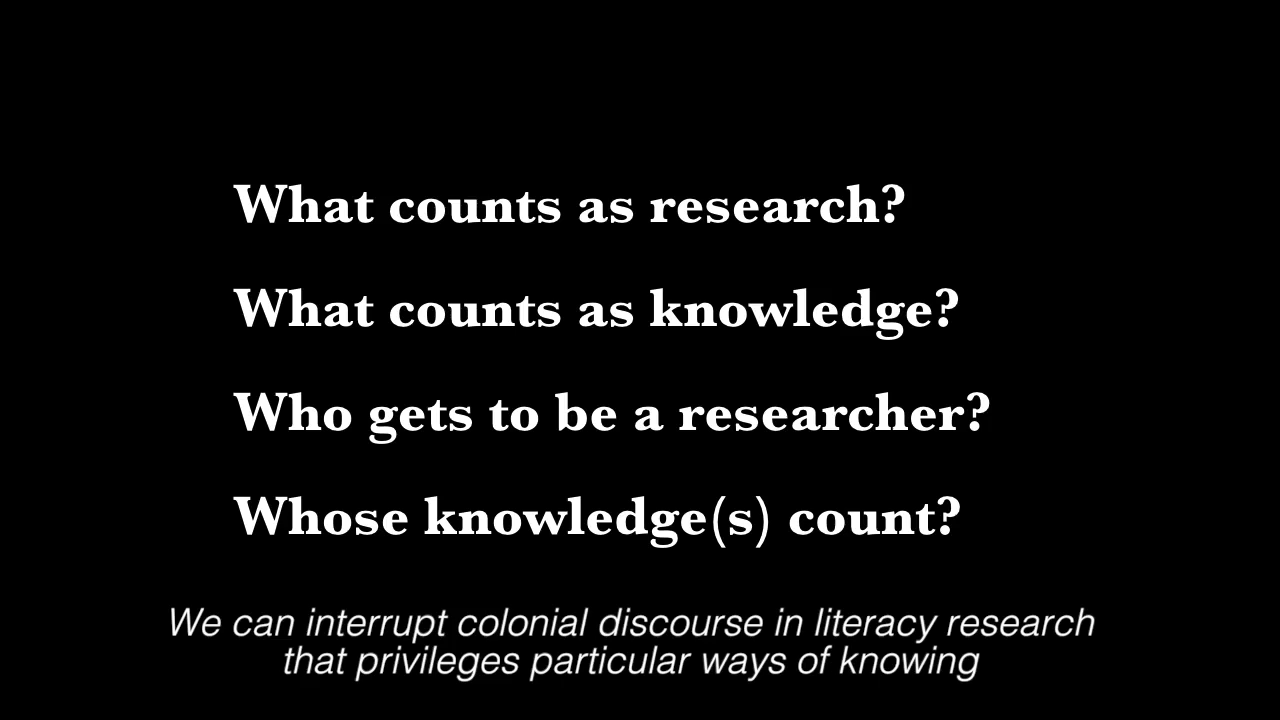 What counts as research?
What counts as knowledge?
Who gets to be a researcher?
Whose knowledge(s) count?
We can interrupt colonial discourse in literacy research
that privileges particular ways of knowing